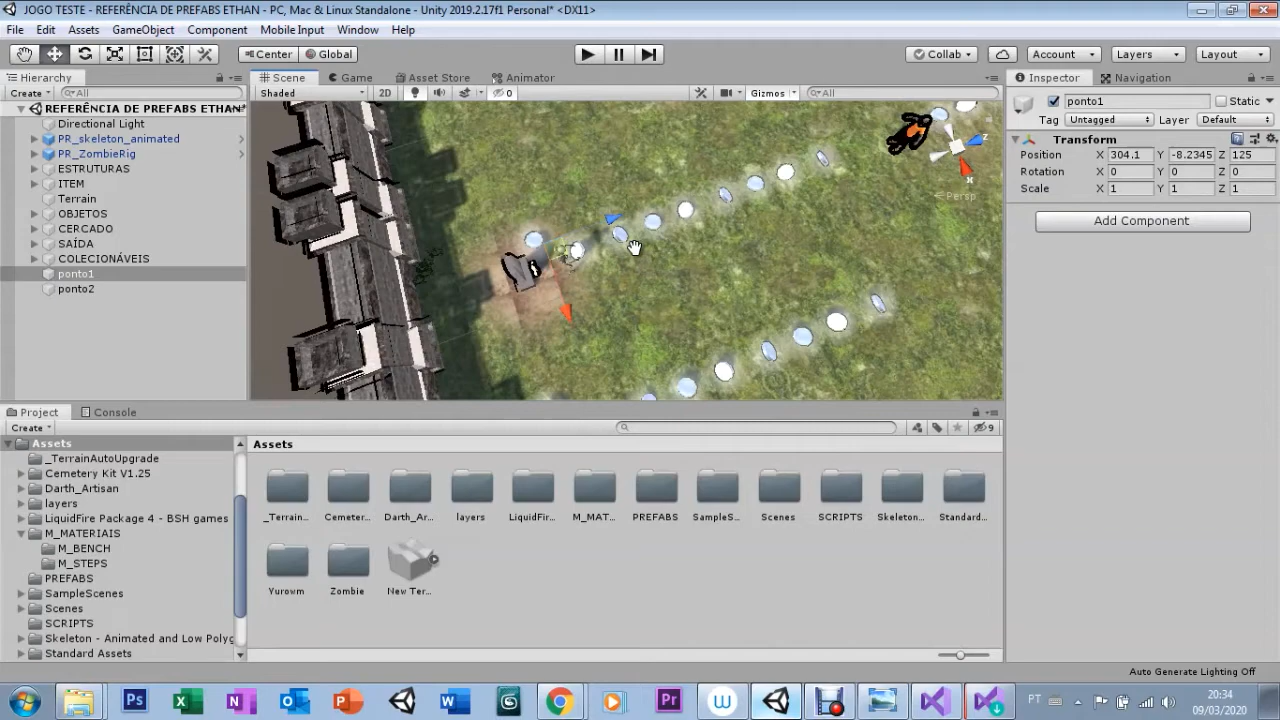 JOGO TESTE - REFERÊNCIA DE PREFABS ETHAN - PC, Mac & Linux Standalone - Unity 2019.2.17f1 Personal* <DX11>
File Edit Assets GameObject Component Mobile Input Window Help
Center Global Collab Account Layers Layout
Hierarchy Scene Game Asset Store Animator Inspector Navigation
Create All Shaded 2D 0 Gizmos All ponto1 Static
REFERÊNCIA DE PREFABS ETHAN*
Tag Untagged Layer Default
Directional Light
PR_skeleton_animated
Transform
PR_ZombieRig
Position X 304.1 Y -8.2345 Z 125
ESTRUTURAS
Rotation X 0 Y 0 Z 0
ITEM
Scale X 1 Y 1 Z 1
Terrain
OBJETOS
Add Component
CERCADO
SAÍDA
COLECIONÁVEIS
ponto1
ponto2
z
x
Persp
Project Console
Create 9
Assets
Assets
_TerrainAutoUpgrade
Cemetery Kit V1.25
Darth_Artisan
layers
LiquidFire Package 4 - BSH games
M_MATERIAIS
M_BENCH
M_STEPS
PREFABS
SampleScenes
Scenes
SCRIPTS
Skeleton - Animated and Low Polyg
Standard Assets
_Terrain... Cemeter... Darth_Ar... layers LiquidFir... M_MAT... PREFABS SampleS... Scenes SCRIPTS Skeleton... Standard...
Yurowm Zombie New Ter...
Auto Generate Lighting Off
PT
20:34
09/03/2020